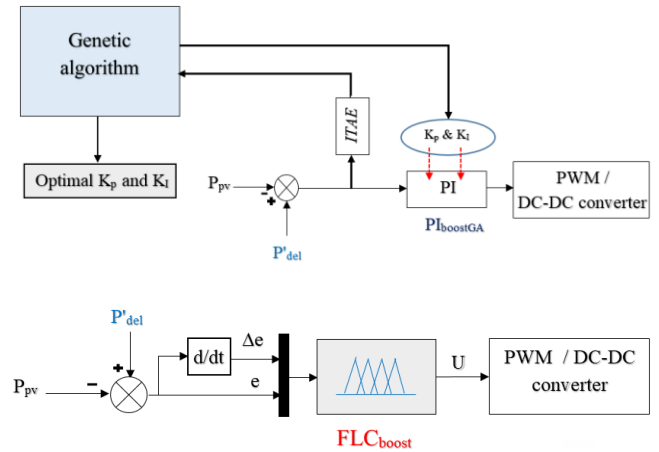 Genetic
algorithm
ITAE
Kp & KI
Optimal Kp and KI
Ppv
PI
PWM /
DC-DC converter
PIboostGA
P'del
P'del
d/dt
Δe
e
Ppv
U
PWM / DC-DC
converter
FLCboost